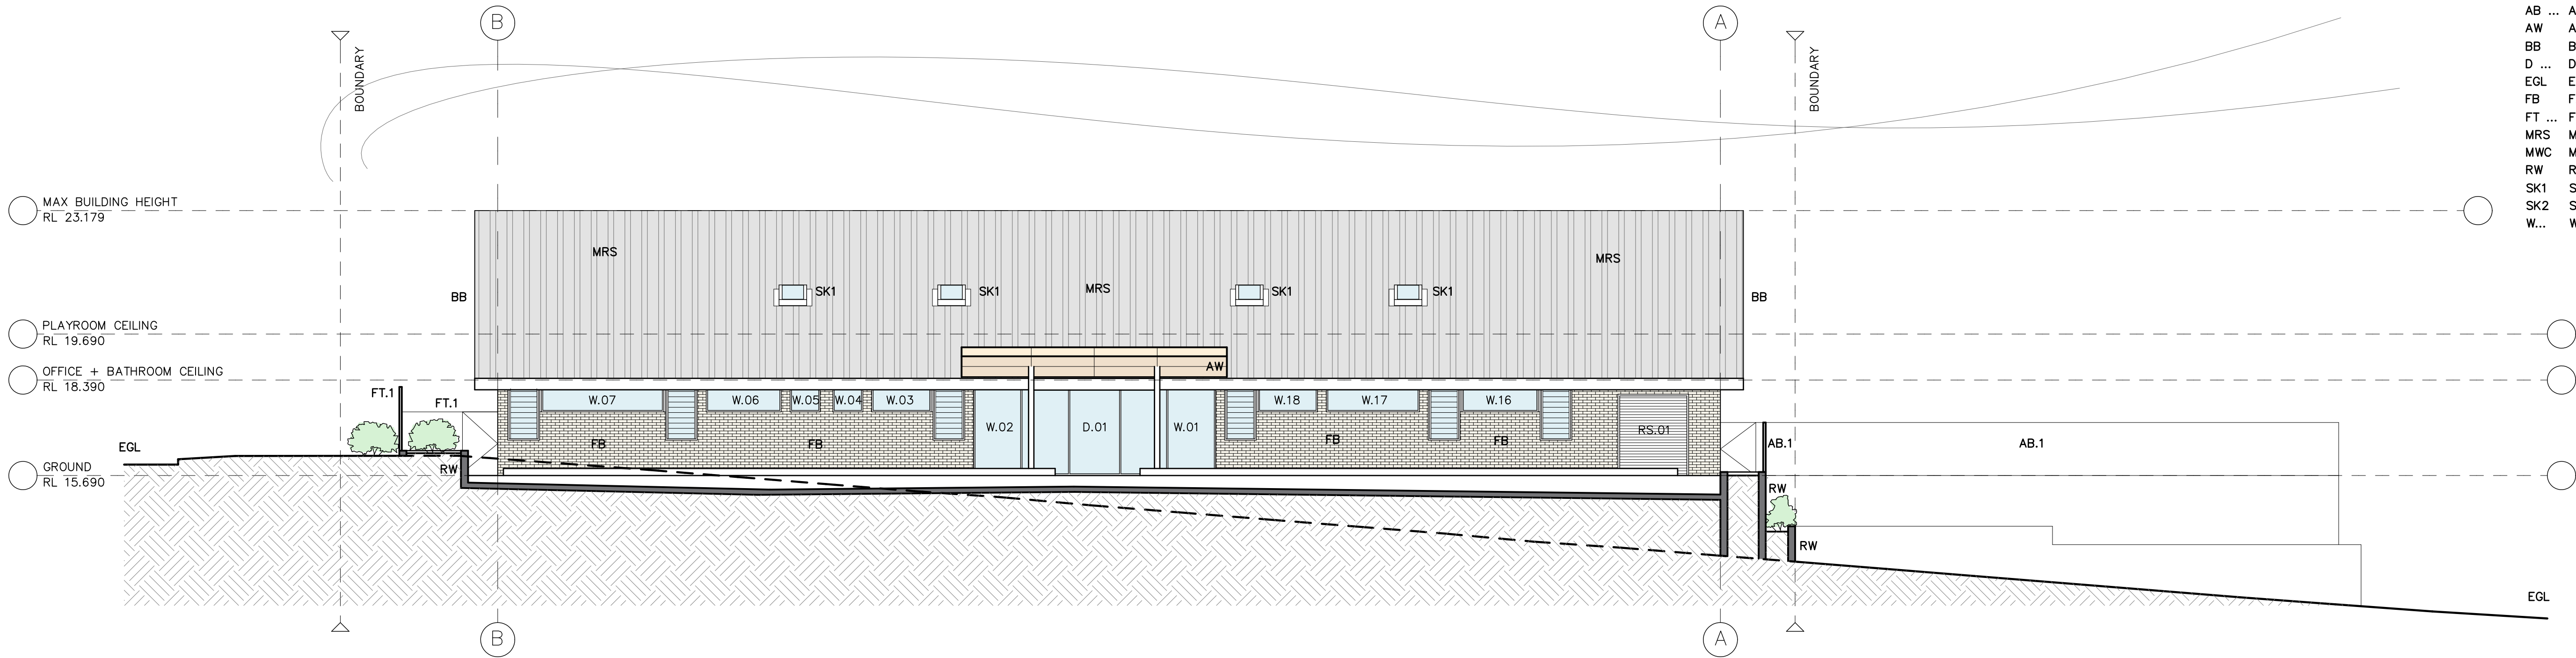 B
A
BOUNDARY
BOUNDARY
AB ... A
AW A
BB B
D ... D
EGL E
FB F
FT ... F
MRS M
MWC M
RW R
SK1 S
SK2 S
W... W
MAX BUILDING HEIGHT
RL 23.179
MRS
MRS
MRS
SK1
SK1
SK1
SK1
BB
BB
PLAYROOM CEILING
RL 19.690
OFFICE + BATHROOM CEILING
RL 18.390
AW
FT.1
FT.1
W.07
W.06
W.05
W.04
W.03
W.02
D.01
W.01
W.18
W.17
W.16
RS.01
FB
FB
FB
FB
EGL
AB.1
AB.1
GROUND
RL 15.690
RW
RW
RW
EGL
B
A